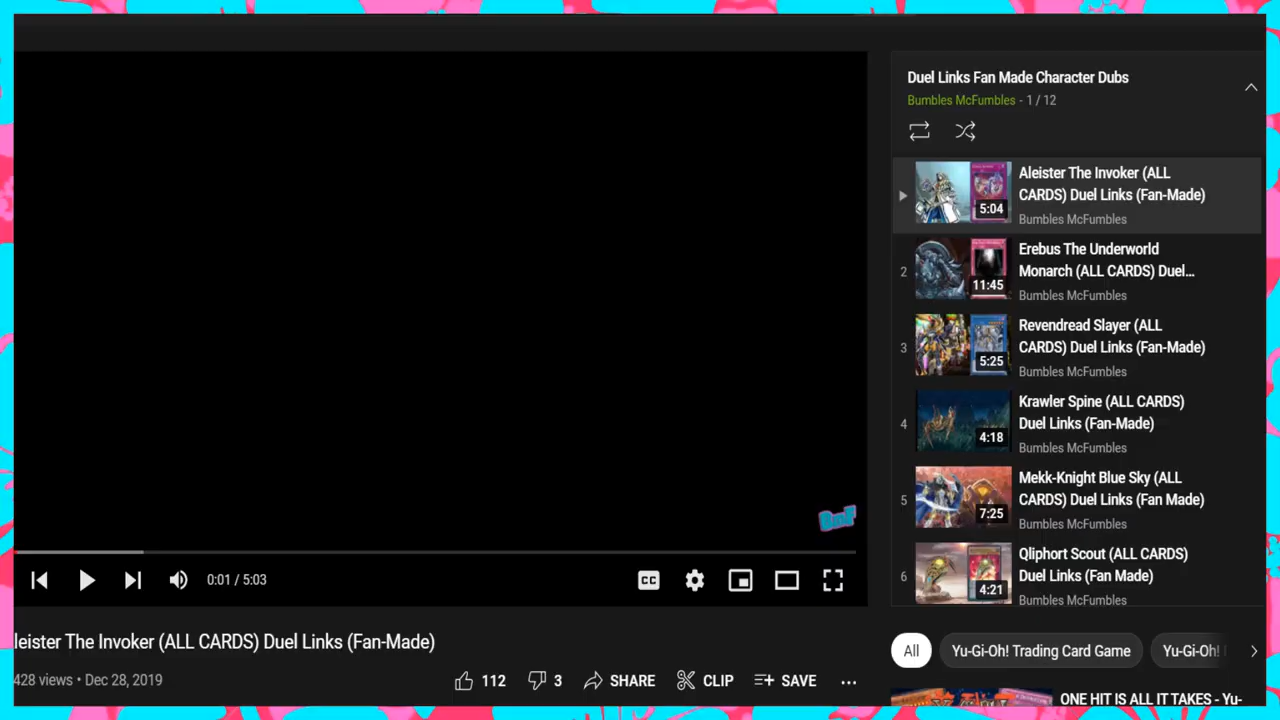 Duel Links Fan Made Character Dubs
Bumbles McFumbles - 1 / 12
Aleister The Invoker (ALL
CARDS) Duel Links (Fan-Made)
Bumbles McFumbles
5:04
2
Erebus The Underworld
Monarch (ALL CARDS) Duel...
Bumbles McFumbles
11:45
3
Revendread Slayer (ALL
CARDS) Duel Links (Fan-Made)
Bumbles McFumbles
5:25
4
Krawler Spine (ALL CARDS)
Duel Links (Fan-Made)
Bumbles McFumbles
4:18
5
Mekk-Knight Blue Sky (ALL
CARDS) Duel Links (Fan Made)
Bumbles McFumbles
7:25
6
Qliphort Scout (ALL CARDS)
Duel Links (Fan Made)
Bumbles McFumbles
4:21
BMF
0:01 / 5:03
CC
leister The Invoker (ALL CARDS) Duel Links (Fan-Made)
428 views • Dec 28, 2019
112
3
SHARE
CLIP
SAVE
All
Yu-Gi-Oh! Trading Card Game
Yu-Gi-Oh!
ONE HIT IS ALL IT TAKES - Yu-